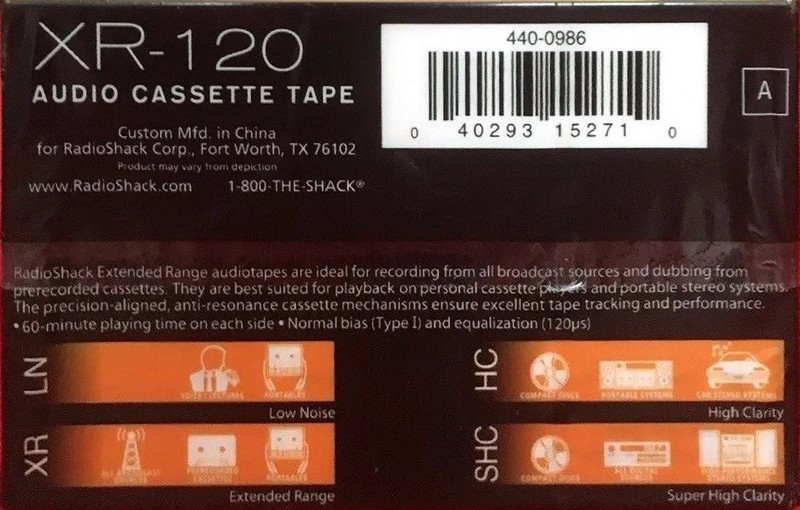 XR-120
AUDIO CASSETTE TAPE
Custom Mfd. in China
for RadioShack Corp., Fort Worth, TX 76102
Product may vary from depiction
www.RadioShack.com 1-800-THE-SHACK®
440-0986
0 40293 15271 0
A
RadioShack Extended Range audiotapes are ideal for recording from all broadcast sources and dubbing from
prerecorded cassettes. They are best suited for playback on personal cassette players and portable stereo systems.
The precision-aligned, anti-resonance cassette mechanisms ensure excellent tape tracking and performance.
• 60-minute playing time on each side • Normal bias (Type I) and equalization (120µs)
LN
PORTABLES
Low Noise
HC
COMPACT DISCS PORTABLE SYSTEMS CAR STEREO SYSTEMS
High Clarity
XR
ALL BROADCAST SOURCES
PRERECORDED CASSETTES
PORTABLES
Extended Range
SHC
COMPACT DISCS
ALL DIGITAL SOURCES
STEREO SYSTEMS
Super High Clarity